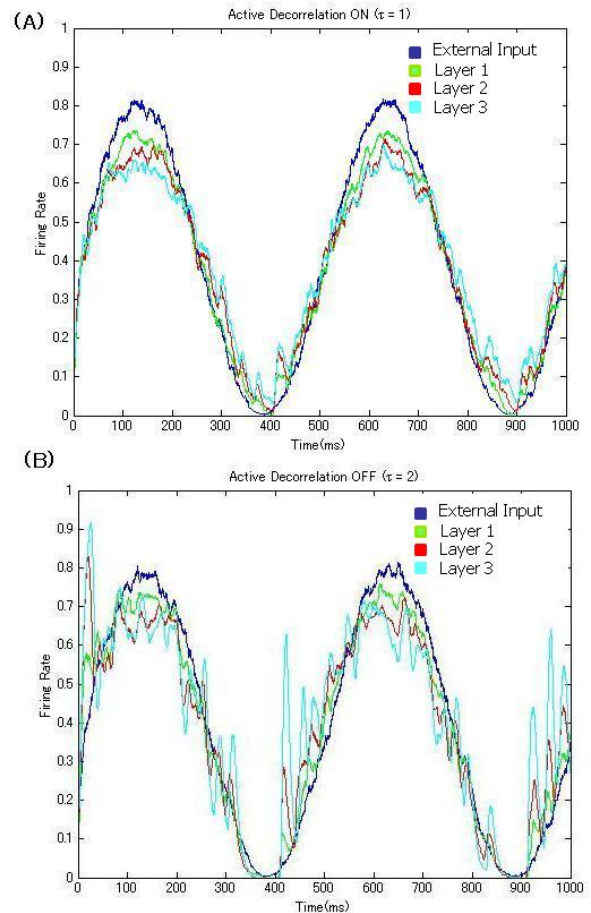 (A)
Active Decorrelation ON (τ = 1)
1
0.9
0.8
0.7
0.6
0.5
0.4
0.3
0.2
0.1
0
Firing Rate
External Input
Layer 1
Layer 2
Layer 3
0 100 200 300 400 500 600 700 800 900 1000
Time(ms)
(B)
Active Decorrelation OFF (τ = 2)
1
0.9
0.8
0.7
0.6
0.5
0.4
0.3
0.2
0.1
0
Firing Rate
External Input
Layer 1
Layer 2
Layer 3
0 100 200 300 400 500 600 700 800 900 1000
Time(ms)